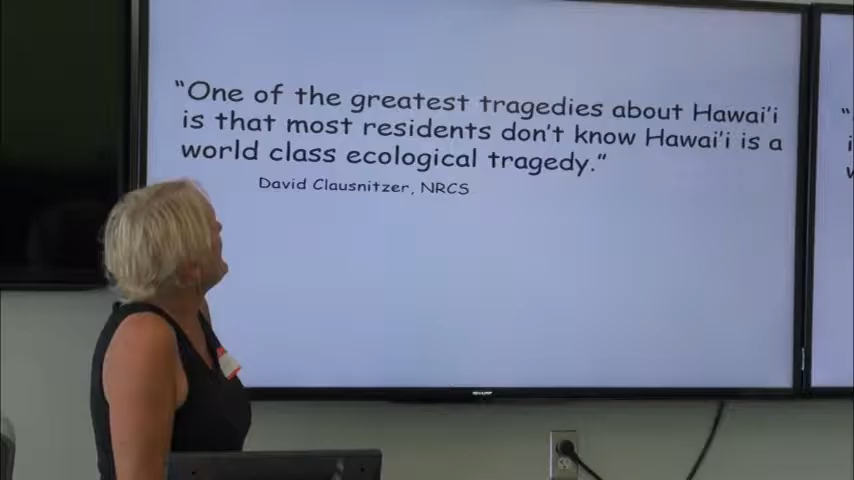 “One of the greatest tragedies about Hawai’i
is that most residents don’t know Hawai’i is a
world class ecological tragedy.”
David Clausnitzer, NRCS
SHARP